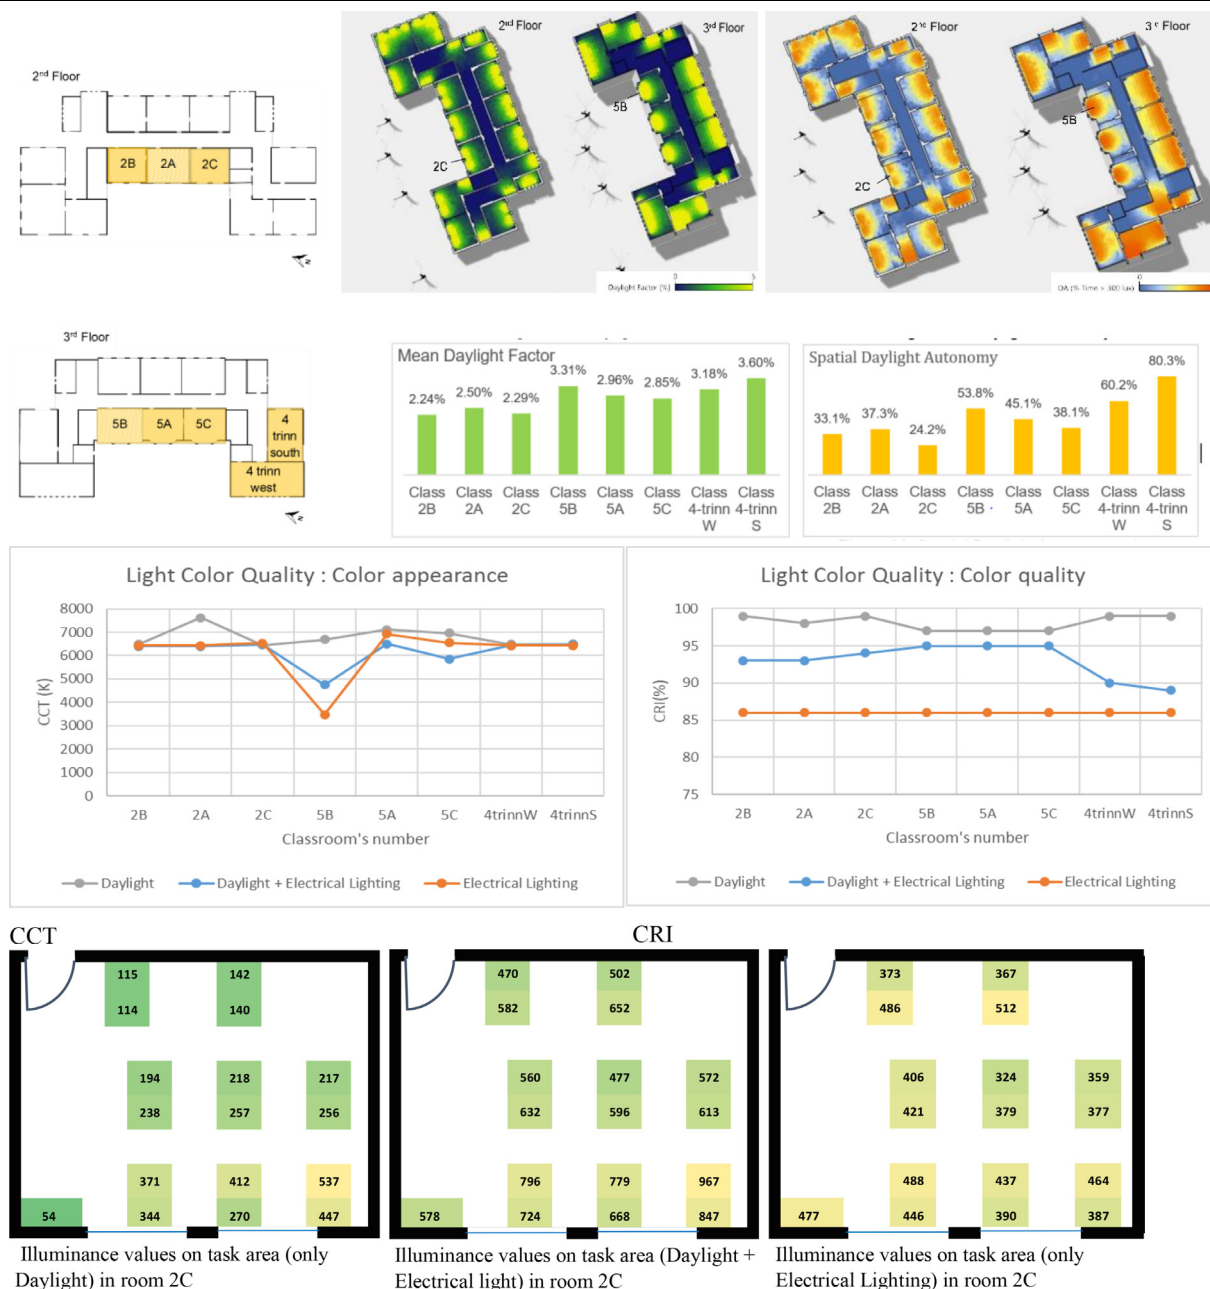 2nd Floor
2B
2A
2C
N
2nd Floor
3rd Floor
5B
2C
0
5
Daylight Factor (%)
2nd Floor
3rd Floor
5B
2C
0
DA (% Time > 300 lux)
3rd Floor
5B
5A
5C
4
trinn
south
4 trinn
west
N
Mean Daylight Factor
2.24%
2.50%
2.29%
3.31%
2.96%
2.85%
3.18%
3.60%
Class 2B
Class 2A
Class 2C
Class 5B
Class 5A
Class 5C
Class 4-trinn W
Class 4-trinn S
Spatial Daylight Autonomy
33.1%
37.3%
24.2%
53.8%
45.1%
38.1%
60.2%
80.3%
Class 2B
Class 2A
Class 2C
Class 5B
Class 5A
Class 5C
Class 4-trinn W
Class 4-trinn S
Light Color Quality : Color appearance
8000
7000
6000
5000
4000
3000
2000
1000
0
CCT (K)
2B 2A 2C 5B 5A 5C 4trinnW 4trinnS
Classroom's number
Daylight Daylight + Electrical Lighting Electrical Lighting
Light Color Quality : Color quality
100
95
90
85
80
75
CRI(%)
2B 2A 2C 5B 5A 5C 4trinnW 4trinnS
Classroom's number
Daylight Daylight + Electrical Lighting Electrical Lighting
CCT
CRI
115 142
114 140
194 218 217
238 257 256
371 412 537
54 344 270 447
Illuminance values on task area (only
Daylight) in room 2C
470 502
582 652
560 477 572
632 596 613
796 779 967
578 724 668 847
Illuminance values on task area (Daylight +
Electrical light) in room 2C
373 367
486 512
406 324 359
421 379 377
488 437 464
477 446 390 387
Illuminance values on task area (only
Electrical Lighting) in room 2C